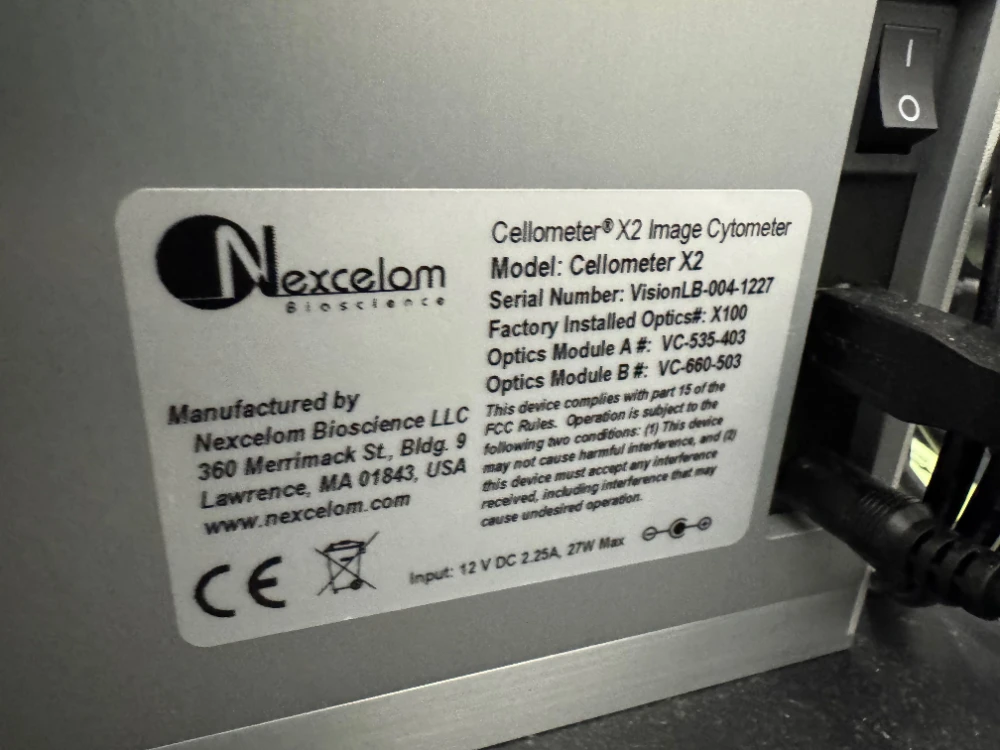 Nexcelom
Bioscience
Manufactured by
Nexcelom Bioscience LLC
360 Merrimack St., Bldg. 9
Lawrence, MA 01843, USA
www.nexcelom.com
CE
Cellometer® X2 Image Cytometer
Model: Cellometer X2
Serial Number: VisionLB-004-1227
Factory Installed Optics#: X100
Optics Module A #: VC-535-403
Optics Module B #: VC-660-503
This device complies with part 15 of the
FCC Rules. Operation is subject to the
following two conditions: (1) This device
may not cause harmful interference, and (2)
this device must accept any interference
received, including interference that may
cause undesired operation.
Input: 12 V DC 2.25A, 27W Max